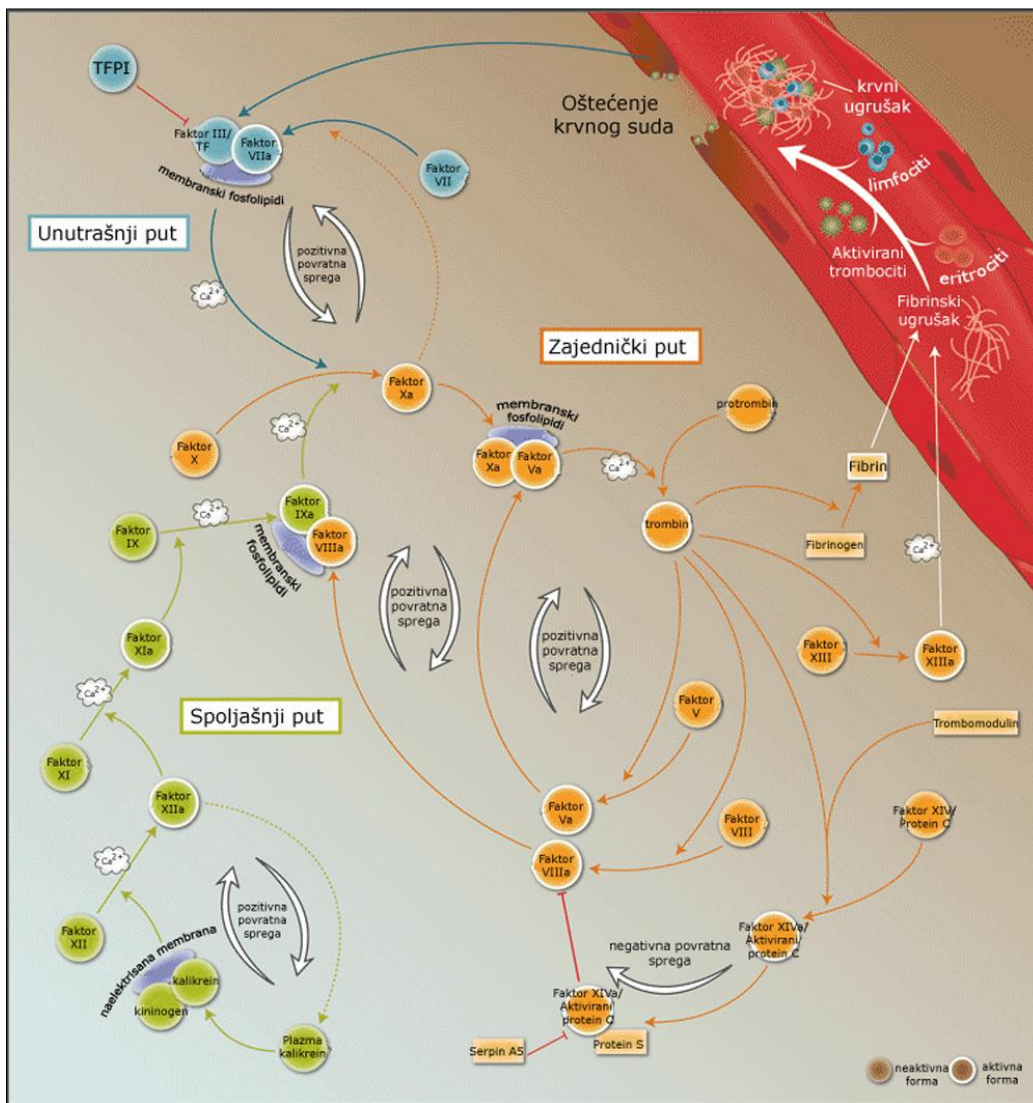 TFPI
Faktor III/
TF
Faktor
VIIa
membranski fosfolipidi
Faktor
VII
Oštećenje
krvnog suda
krvni
ugrušak
limfociti
Aktivirani
trombociti
eritrociti
Fibrinski
ugrušak
Unutrašnji put
pozitivna
povratna
sprega
Ca2+
Zajednički put
Faktor
Xa
membranski
fosfolipidi
Faktor
Xa
Faktor
Va
Ca2+
protrombin
Faktor
X
Ca2+
Fibrin
Faktor
IX
Ca2+
Faktor
IXa
Faktor
VIIIa
membranski
fosfolipidi
trombin
Fibrinogen
Ca2+
pozitivna
povratna
sprega
pozitivna
povratna
sprega
Faktor
XIa
Faktor
XIII
Faktor
XIIIa
Ca2+
Spoljašnji put
Faktor
V
Trombomodulin
Faktor
XI
Faktor
XIIa
Faktor
Va
Faktor
VIII
Faktor XIV/
Protein C
Ca2+
Faktor
VIIIa
Faktor
XII
pozitivna
povratna
sprega
naelektrisana membrana
kalikrein
kininogen
negativna povratna
sprega
Faktor XIVa/
Aktivirani
protein C
Faktor XIVa/
Aktivirani
protein C
Plazma
kalikrein
Serpin A5
Protein S
neaktivna
forma
aktivna
forma